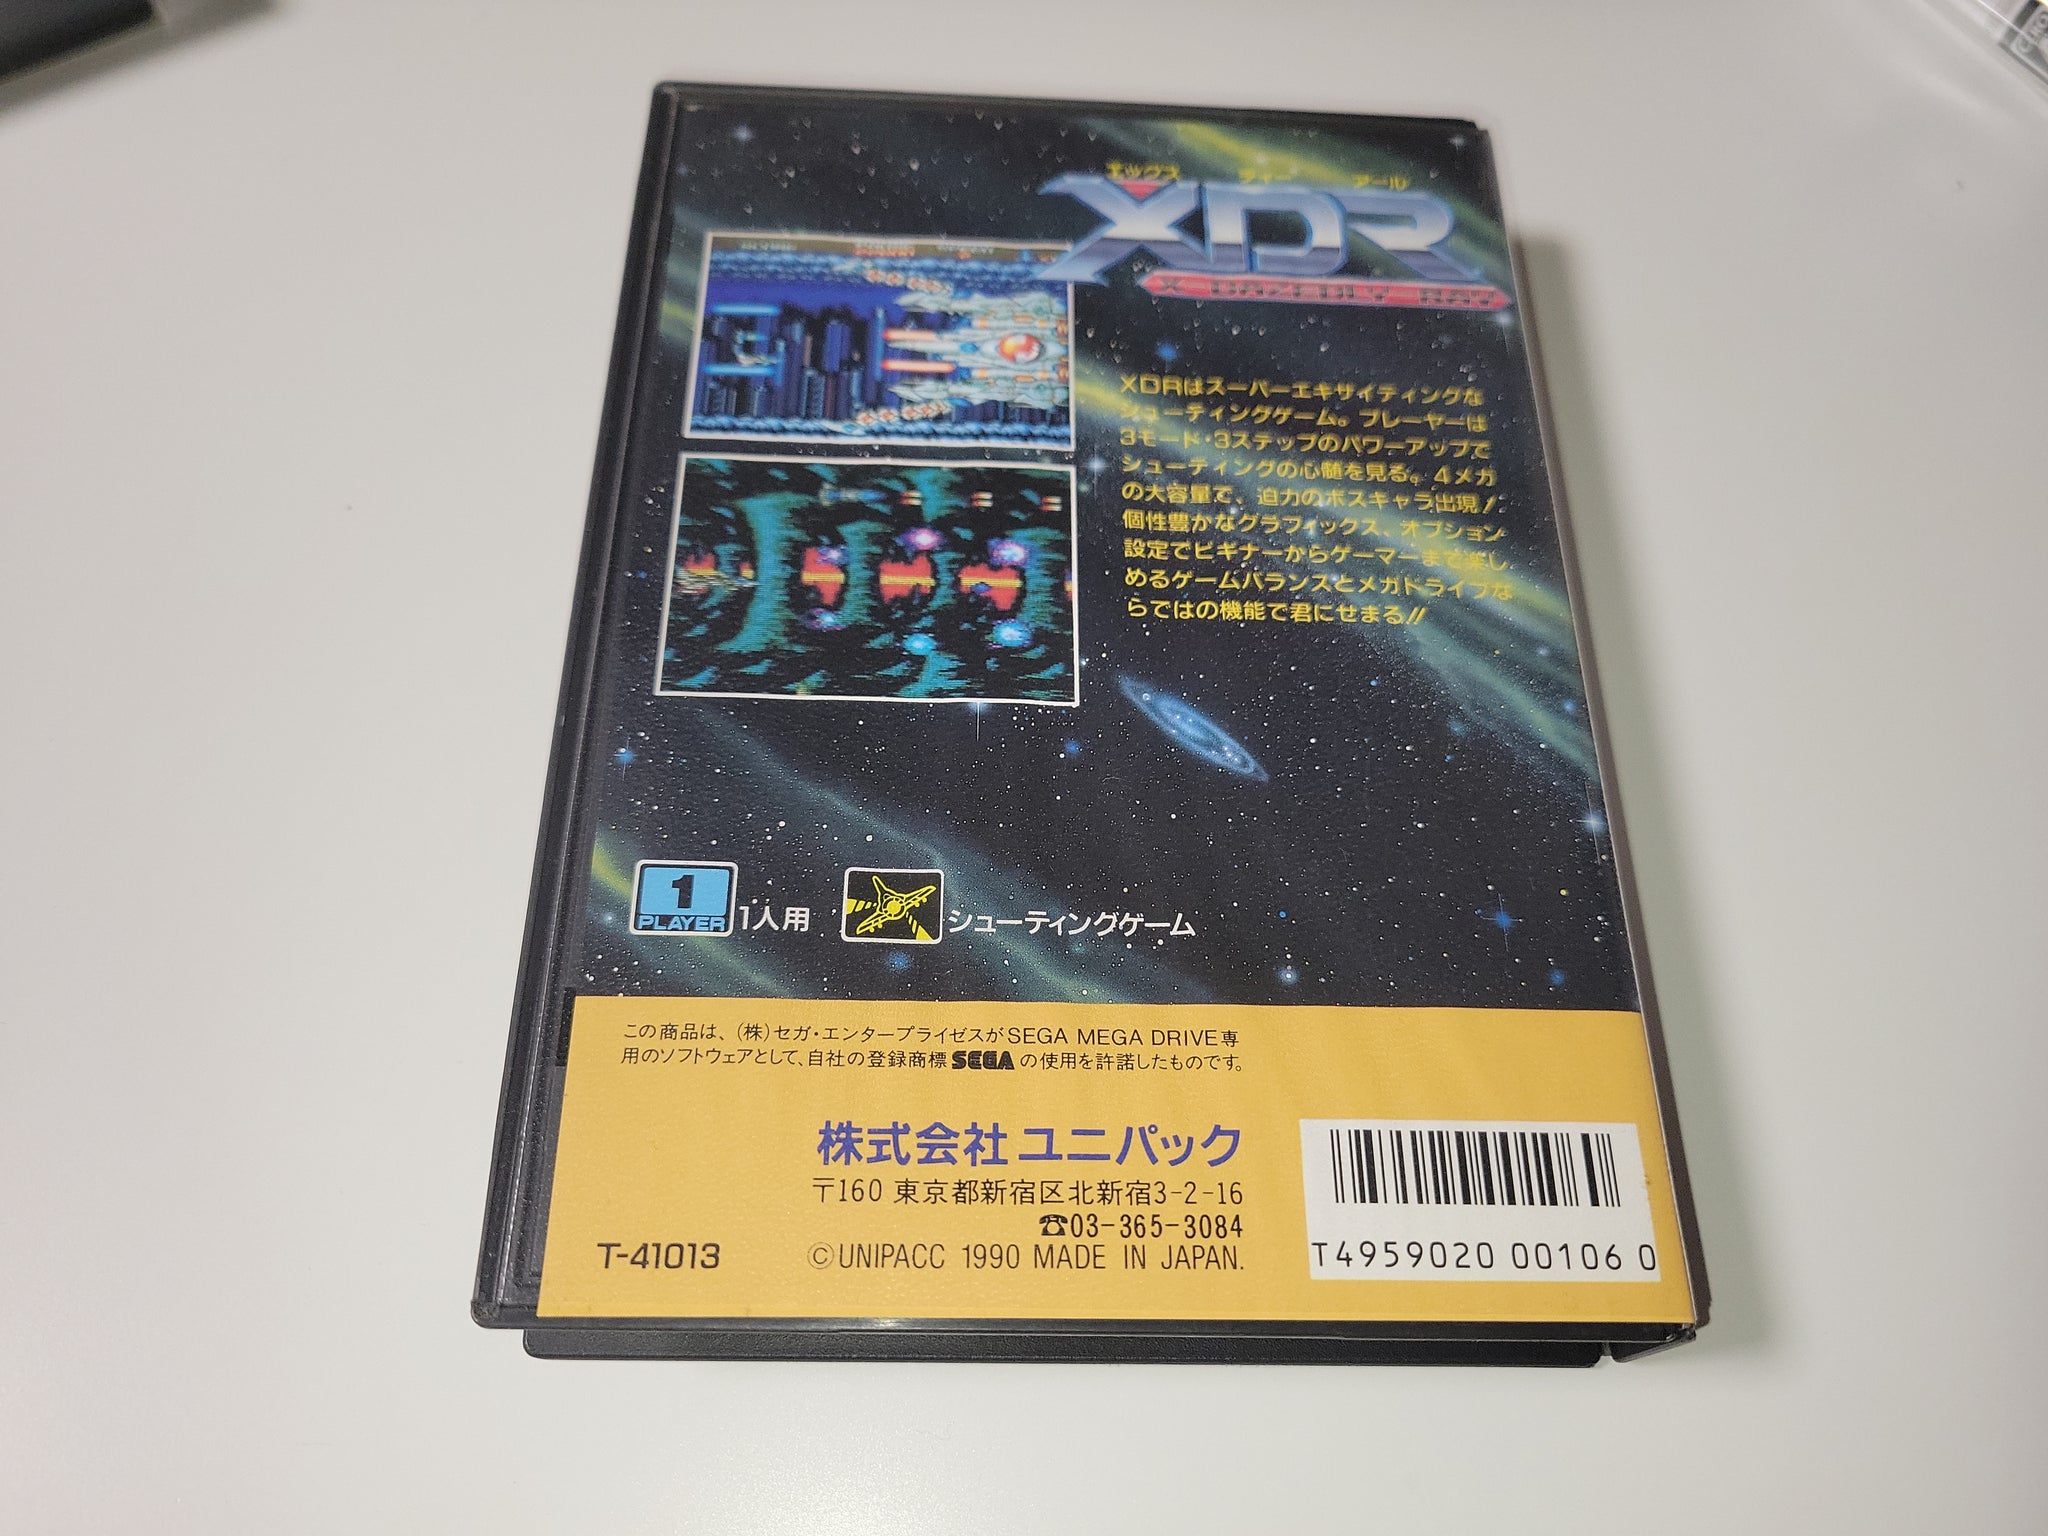 エックス ディー アール
XDR
X-DAZEDLY-RAY
XDRはスーパーエキサイティングな
シューティングゲーム。プレーヤーは
3モード・3ステップのパワーアップで
シューティングの心髄を見る。4メガ
の大容量で、迫力のボスキャラ出現!
個性豊かなグラフィックス、オプション
設定でビギナーからゲーマーまで楽し
めるゲームバランスとメガドライブな
らではの機能で君にせまる!!
1
PLAYER 1人用
シューティングゲーム
この商品は、(株)セガ・エンタープライゼスがSEGA MEGA DRIVE専
用のソフトウェアとして、自社の登録商標SEGAの使用を許諾したものです。
株式会社ユニパック
〒160 東京都新宿区北新宿3-2-16
☎03-365-3084
T-41013
©UNIPACC 1990 MADE IN JAPAN.
T4959020 00106 0